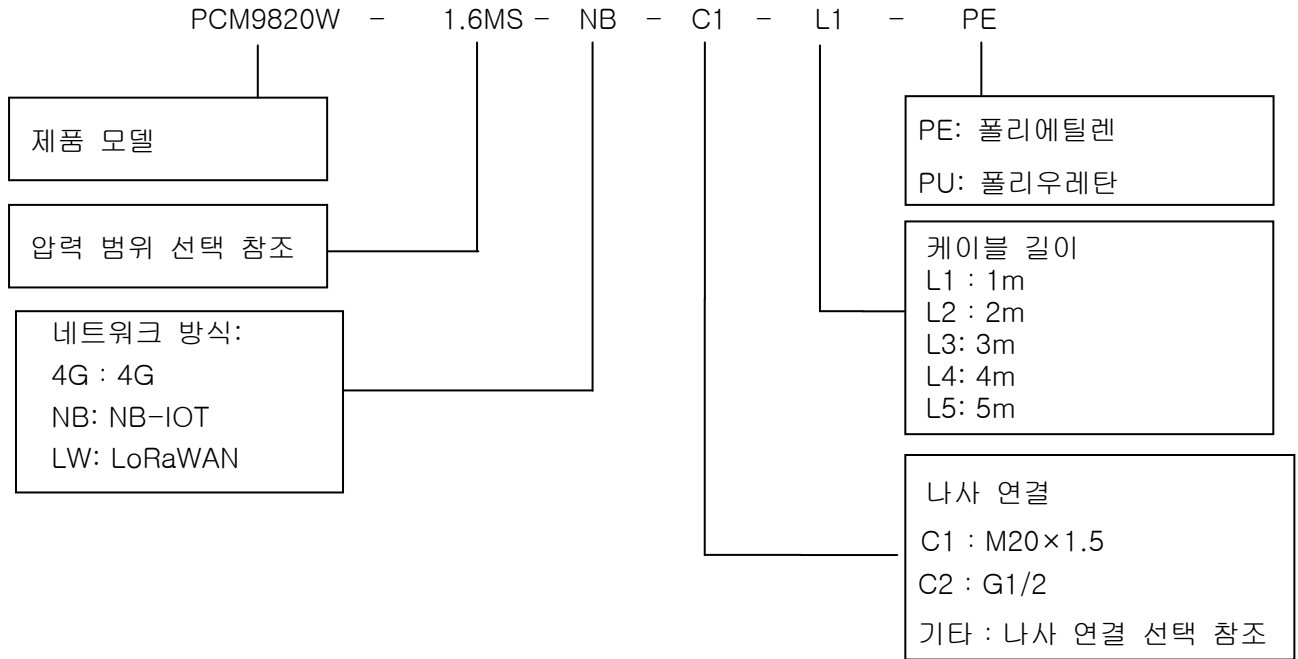 PCM9820W - 1.6MS - NB - C1 - L1 - PE
제품 모델
압력 범위 선택 참조
네트워크 방식:
4G : 4G
NB: NB-IOT
LW: LoRaWAN
PE: 폴리에틸렌
PU: 폴리우레탄
케이블 길이
L1 : 1m
L2 : 2m
L3: 3m
L4: 4m
L5: 5m
나사 연결
C1 : M20×1.5
C2 : G1/2
기타 : 나사 연결 선택 참조